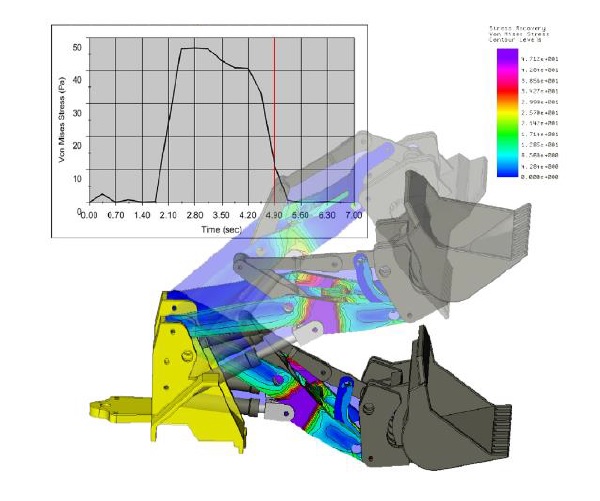 Von Mises Stress (Pa)
50
40
30
20
10
0
0.00 0.70 1.40 2.10 2.80 3.50 4.20 4.90 5.60 6.30 7.00
Time (sec)
Stress Recovery
Von Mises Stress
Contour Levels
4.712e+001
4.284e+001
3.856e+001
3.427e+001
2.999e+001
2.570e+001
2.142e+001
1.714e+001
1.285e+001
8.568e+000
4.284e+000
0.000e+000